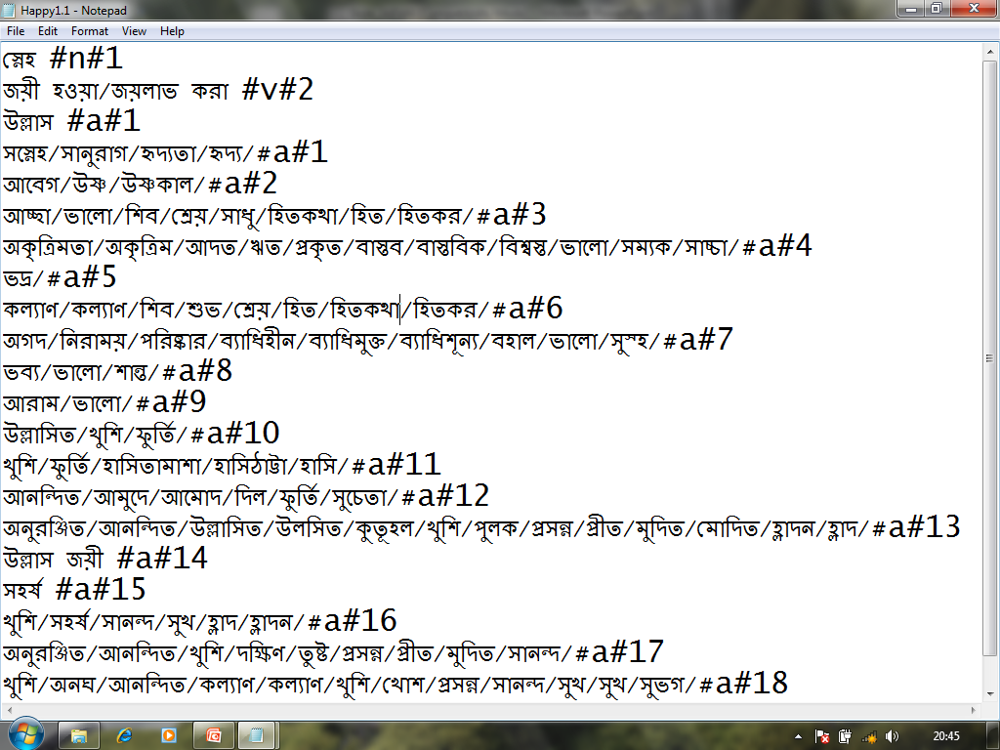 Happy1.1 - Notepad
File Edit Format View Help
স্নেহ #n#1
জয়ী হওয়া/জয়লাভ করা #v#2
উল্লাস #a#1
সস্নেহ/সানুরাগ/হৃদ্যতা/হৃদ্য/#a#1
আবেগ/উষ্ণ/উষ্ণকাল/#a#2
আচ্ছা/ভালো/শিব/শ্রেয়/সাধু/হিতকথা/হিত/হিতকর/#a#3
অকৃত্রিমতা/অকৃত্রিম/আদত/ঋত/প্রকৃত/বাস্তব/বাস্তবিক/বিশ্বস্ত/ভালো/সম্যক/সাচ্চা/#a#4
ভদ্র/#a#5
কল্যাণ/কল্যাণ/শিব/শুভ/শ্রেয়/হিত/হিতকথা/হিতকর/#a#6
অগদ/নিরাময়/পরিষ্কার/ব্যাধিহীন/ব্যাধিমুক্ত/ব্যাধিশূন্য/বহাল/ভালো/সুস্হ/#a#7
ভব্য/ভালো/শান্ত/#a#8
আরাম/ভালো/#a#9
উল্লাসিত/খুশি/ফুর্তি/#a#10
খুশি/ফুর্তি/হাসিতামাশা/হাসিঠাট্টা/হাসি/#a#11
আনন্দিত/আমুদে/আমোদ/দিল/ফুর্তি/সুচেতা/#a#12
অনুরঞ্জিত/আনন্দিত/উল্লাসিত/উলসিত/কুতূহল/খুশি/পুলক/প্রসন্ন/প্রীত/মুদিত/মোদিত/হ্লাদন/হ্লাদ/#a#13
উল্লাস জয়ী #a#14
সহর্ষ #a#15
খুশি/সহর্ষ/সানন্দ/সুখ/হ্লাদ/হ্লাদন/#a#16
অনুরঞ্জিত/আনন্দিত/খুশি/দক্ষিণ/তুষ্ট/প্রসন্ন/প্রীত/মুদিত/সানন্দ/#a#17
খুশি/অনঘ/আনন্দিত/কল্যাণ/কল্যাণ/খুশি/খোশ/প্রসন্ন/সানন্দ/সুখ/সুখ/সুভগ/#a#18
20:45